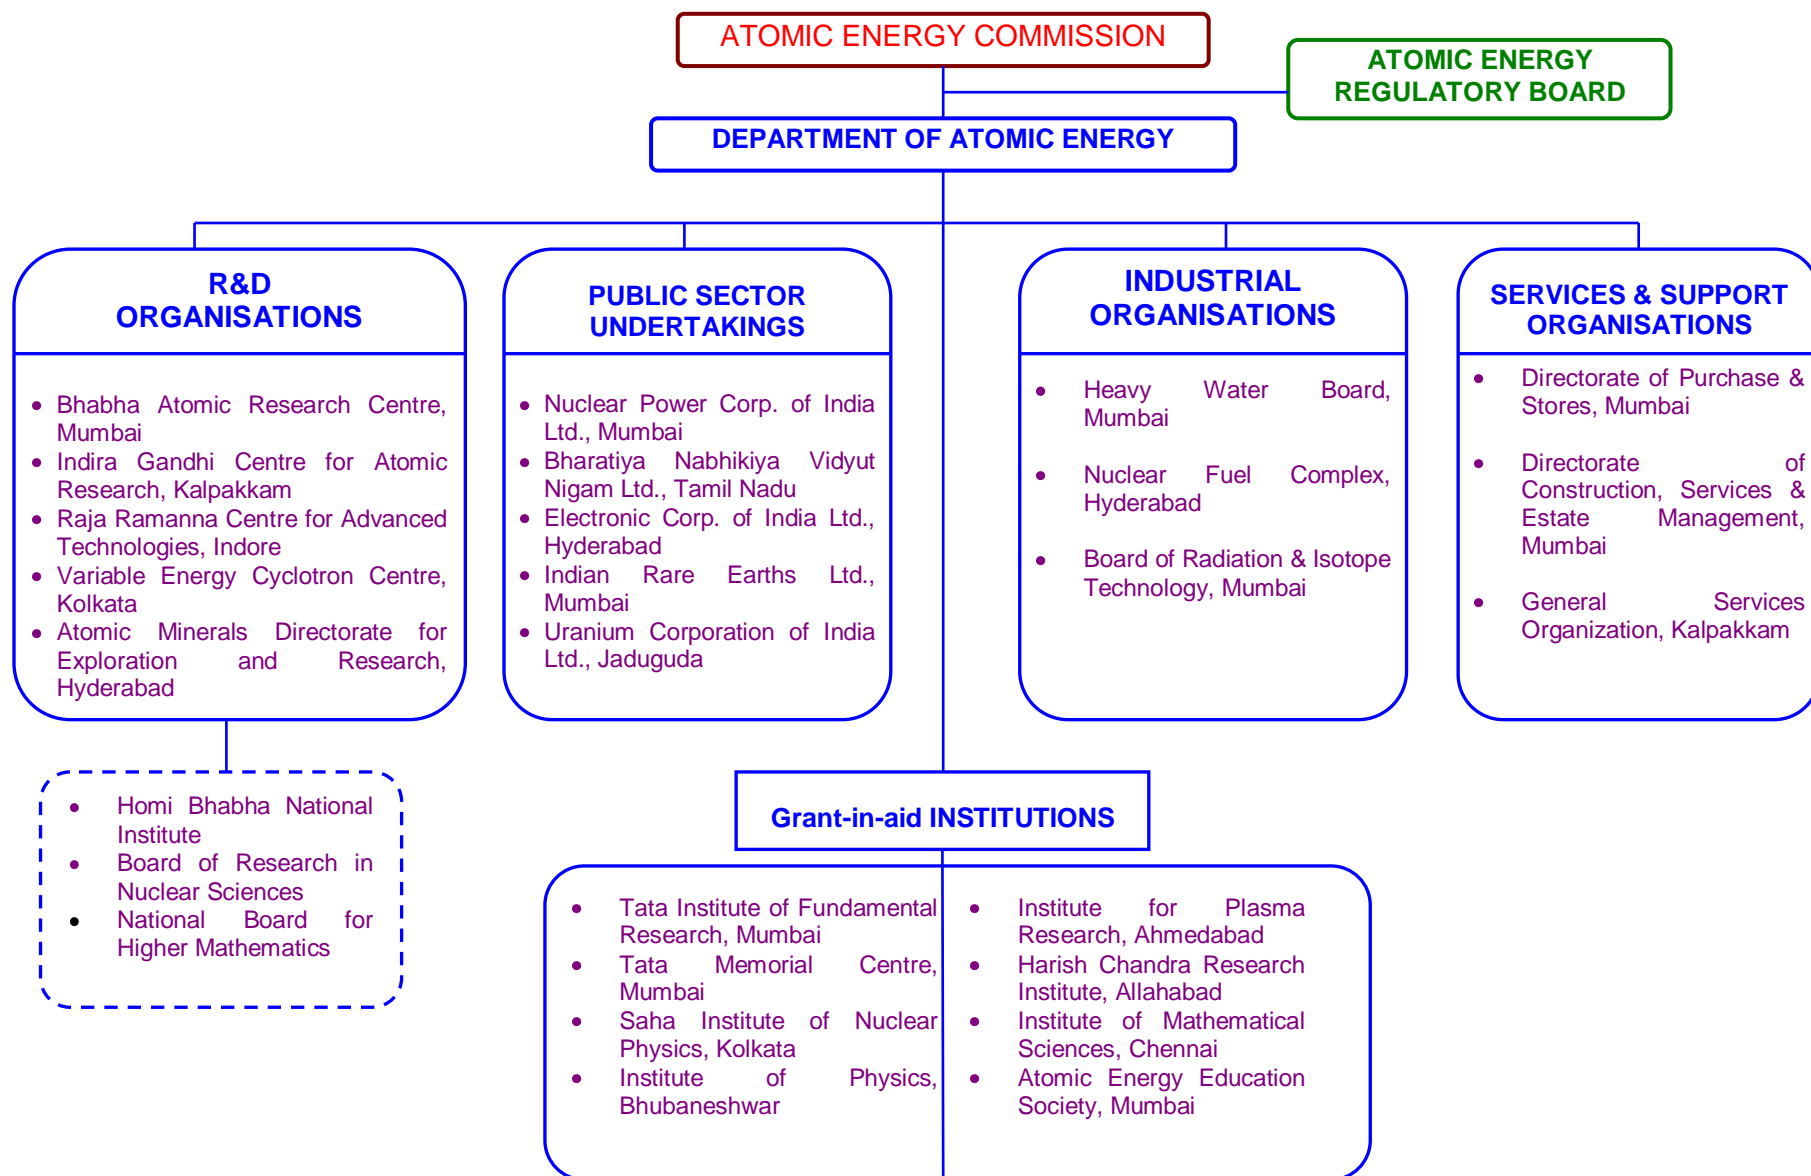 ATOMIC ENERGY COMMISSION
ATOMIC ENERGY
REGULATORY BOARD
DEPARTMENT OF ATOMIC ENERGY
R&D
ORGANISATIONS
• Bhabha Atomic Research Centre,
Mumbai
• Indira Gandhi Centre for Atomic
Research, Kalpakkam
• Raja Ramanna Centre for Advanced
Technologies, Indore
• Variable Energy Cyclotron Centre,
Kolkata
• Atomic Minerals Directorate for
Exploration and Research,
Hyderabad
PUBLIC SECTOR
UNDERTAKINGS
• Nuclear Power Corp. of India
Ltd., Mumbai
• Bharatiya Nabhikiya Vidyut
Nigam Ltd., Tamil Nadu
• Electronic Corp. of India Ltd.,
Hyderabad
• Indian Rare Earths Ltd.,
Mumbai
• Uranium Corporation of India
Ltd., Jaduguda
INDUSTRIAL
ORGANISATIONS
• Heavy Water Board,
Mumbai
• Nuclear Fuel Complex,
Hyderabad
• Board of Radiation & Isotope
Technology, Mumbai
SERVICES & SUPPORT
ORGANISATIONS
• Directorate of Purchase &
Stores, Mumbai
• Directorate of
Construction, Services &
Estate Management,
Mumbai
• General Services
Organization, Kalpakkam
• Homi Bhabha National
Institute
• Board of Research in
Nuclear Sciences
• National Board for
Higher Mathematics
Grant-in-aid INSTITUTIONS
• Tata Institute of Fundamental
Research, Mumbai
• Tata Memorial Centre,
Mumbai
• Saha Institute of Nuclear
Physics, Kolkata
• Institute of Physics,
Bhubaneshwar
• Institute for Plasma
Research, Ahmedabad
• Harish Chandra Research
Institute, Allahabad
• Institute of Mathematical
Sciences, Chennai
• Atomic Energy Education
Society, Mumbai